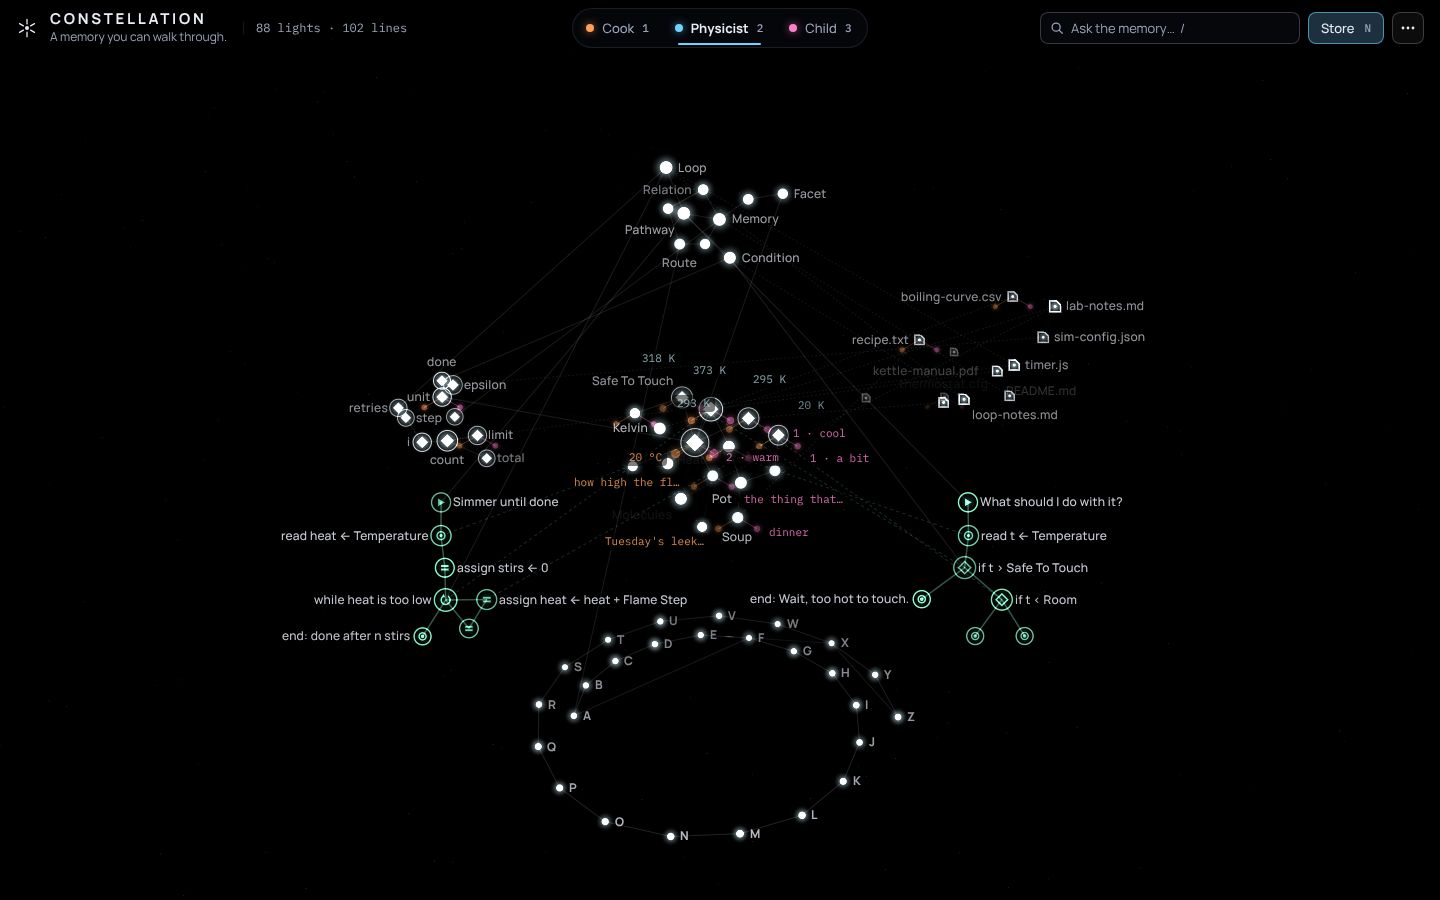 CONSTELLATION
A memory you can walk through.
88 lights · 102 lines
Cook 1
Physicist 2
Child 3
Ask the memory… /
Store N
Loop
Relation
Facet
Memory
Pathway
Route
Condition
boiling-curve.csv
lab-notes.md
recipe.txt
sim-config.json
kettle-manual.pdf
timer.js
thermostat.cfg
README.md
loop-notes.md
done
epsilon
unit
retries
step
i
limit
count
total
318 K
373 K
Safe To Touch
295 K
293 K
20 K
Kelvin
1 · cool
20 °C
2 · warm
1 · a bit
how high the fl…
Pot
the thing that…
Molecules
Tuesday's leek…
Soup
dinner
Simmer until done
read heat ← Temperature
assign stirs ← 0
while heat is too low
assign heat ← heat + Flame Step
end: done after n stirs
What should I do with it?
read t ← Temperature
if t > Safe To Touch
end: Wait, too hot to touch.
if t < Room
A
B
C
D
E
F
G
H
I
J
K
L
M
N
O
P
Q
R
S
T
U
V
W
X
Y
Z